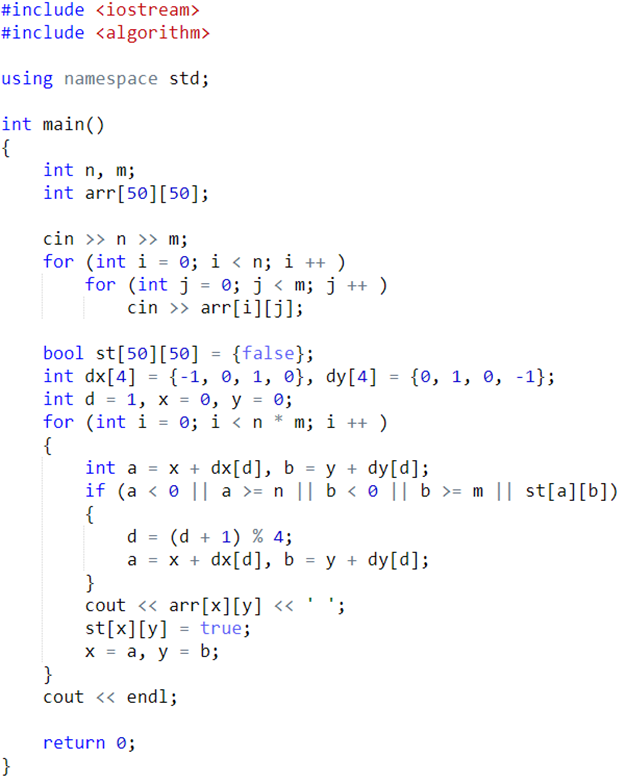 #include <iostream>
#include <algorithm>
using namespace std;
int main()
{
    int n, m;
    int arr[50][50];
    cin >> n >> m;
    for (int i = 0; i < n; i ++ )
        for (int j = 0; j < m; j ++ )
            cin >> arr[i][j];
    bool st[50][50] = {false};
    int dx[4] = {-1, 0, 1, 0}, dy[4] = {0, 1, 0, -1};
    int d = 1, x = 0, y = 0;
    for (int i = 0; i < n * m; i ++ )
    {
        int a = x + dx[d], b = y + dy[d];
        if (a < 0 || a >= n || b < 0 || b >= m || st[a][b])
        {
            d = (d + 1) % 4;
            a = x + dx[d], b = y + dy[d];
        }
        cout << arr[x][y] << ' ';
        st[x][y] = true;
        x = a, y = b;
    }
    cout << endl;
    return 0;
}